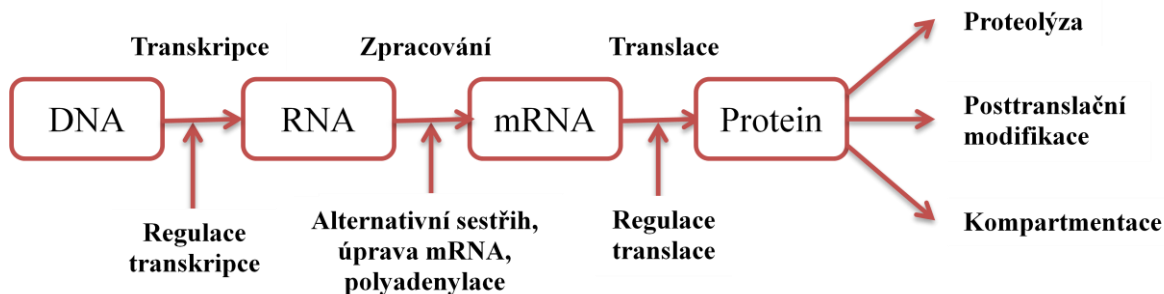 Transkripce
Zpracování
Translace
Proteolýza
DNA
RNA
mRNA
Protein
Posttranslační
modifikace
Regulace
transkripce
Alternativní sestřih,
úprava mRNA,
polyadenylace
Regulace
translace
Kompartmentace